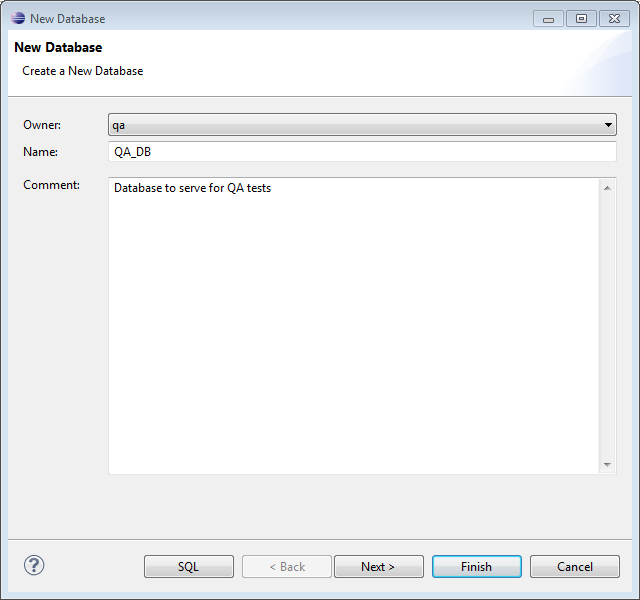 New Database
New Database
Create a New Database
Owner: qa
Name: QA_DB
Comment: Database to serve for QA tests
? SQL < Back Next > Finish Cancel